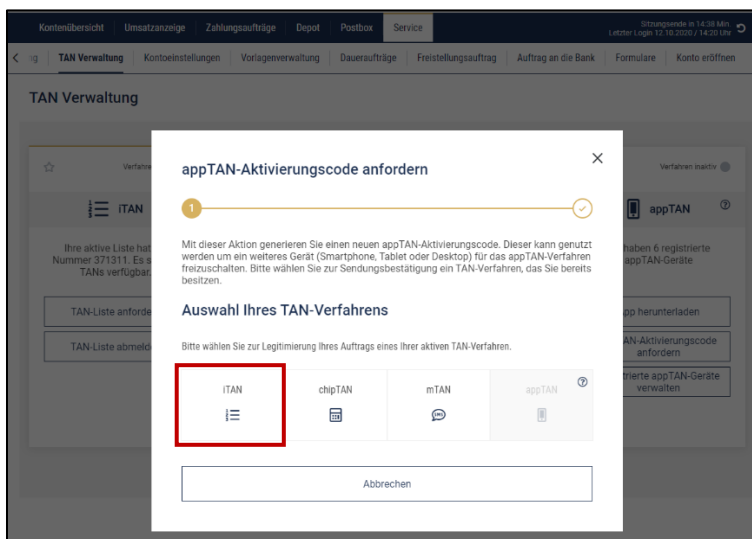 Kontenübersicht Umsatzanzeige Zahlungsaufträge Depot Postbox Service
Sitzungsende in 14:38 Min.
Letzter Login 12.10.2020 / 14:20 Uhr
TAN Verwaltung Kontoeinstellungen Vorlagenverwaltung Daueraufträge Freistellungsauftrag Auftrag an die Bank Formulare Konto eröffnen
TAN Verwaltung
Verfahre
iTAN
Ihre aktive Liste hat
Nummer 371311. Es s
TANs verfügbar.
TAN-Liste anforde
TAN-Liste abmeld
appTAN-Aktivierungscode anfordern
1
Mit dieser Aktion generieren Sie einen neuen appTAN-Aktivierungscode. Dieser kann genutzt
werden um ein weiteres Gerät (Smartphone, Tablet oder Desktop) für das appTAN-Verfahren
freizuschalten. Bitte wählen Sie zur Sendungsbestätigung ein TAN-Verfahren, das Sie bereits
besitzen.
Auswahl Ihres TAN-Verfahrens
Bitte wählen Sie zur Legitimierung Ihres Auftrags eines Ihrer aktiven TAN-Verfahren.
iTAN chipTAN mTAN appTAN
SMS
Abbrechen
Verfahren inaktiv
appTAN
haben 6 registrierte
appTAN-Geräte
App herunterladen
AN-Aktivierungscode
anfordern
trierte appTAN-Geräte
verwalten